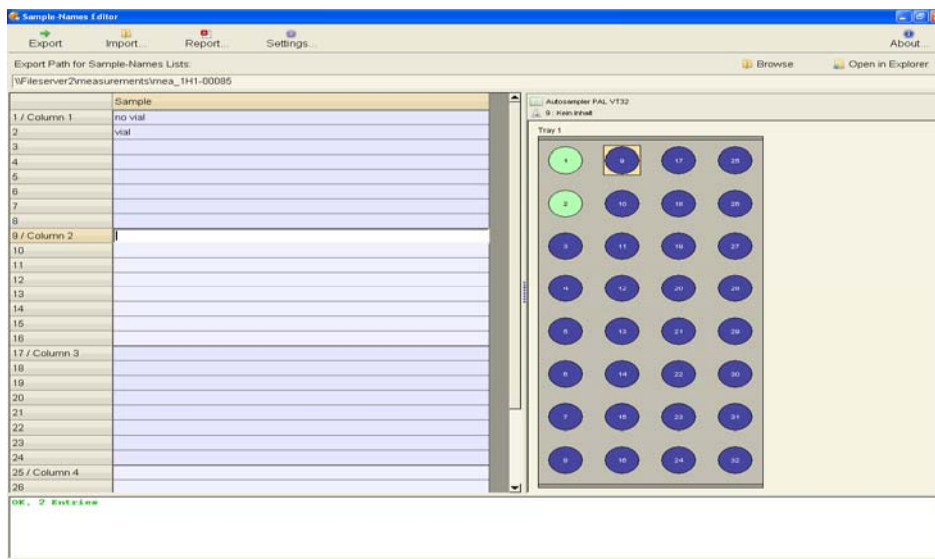 Sample-Names Editor
Export Import... Report... Settings... About...
Export Path for Sample-Names Lists:
Browse Open in Explorer
\\Fileserver2\measurements\mea_1H1-00085
Sample
1 / Column 1 no vial
2 vial
3
4
5
6
7
8
9 / Column 2
10
11
12
13
14
15
16
17 / Column 3
18
19
20
21
22
23
24
25 / Column 4
26
Autosampler PAL VT32
9 : Kein Inhalt
Tray 1
1 9 17 25
2 10 18 26
3 11 19 27
4 12 20 28
5 13 21 29
6 14 22 30
7 15 23 31
8 16 24 32
OK, 2 Entries